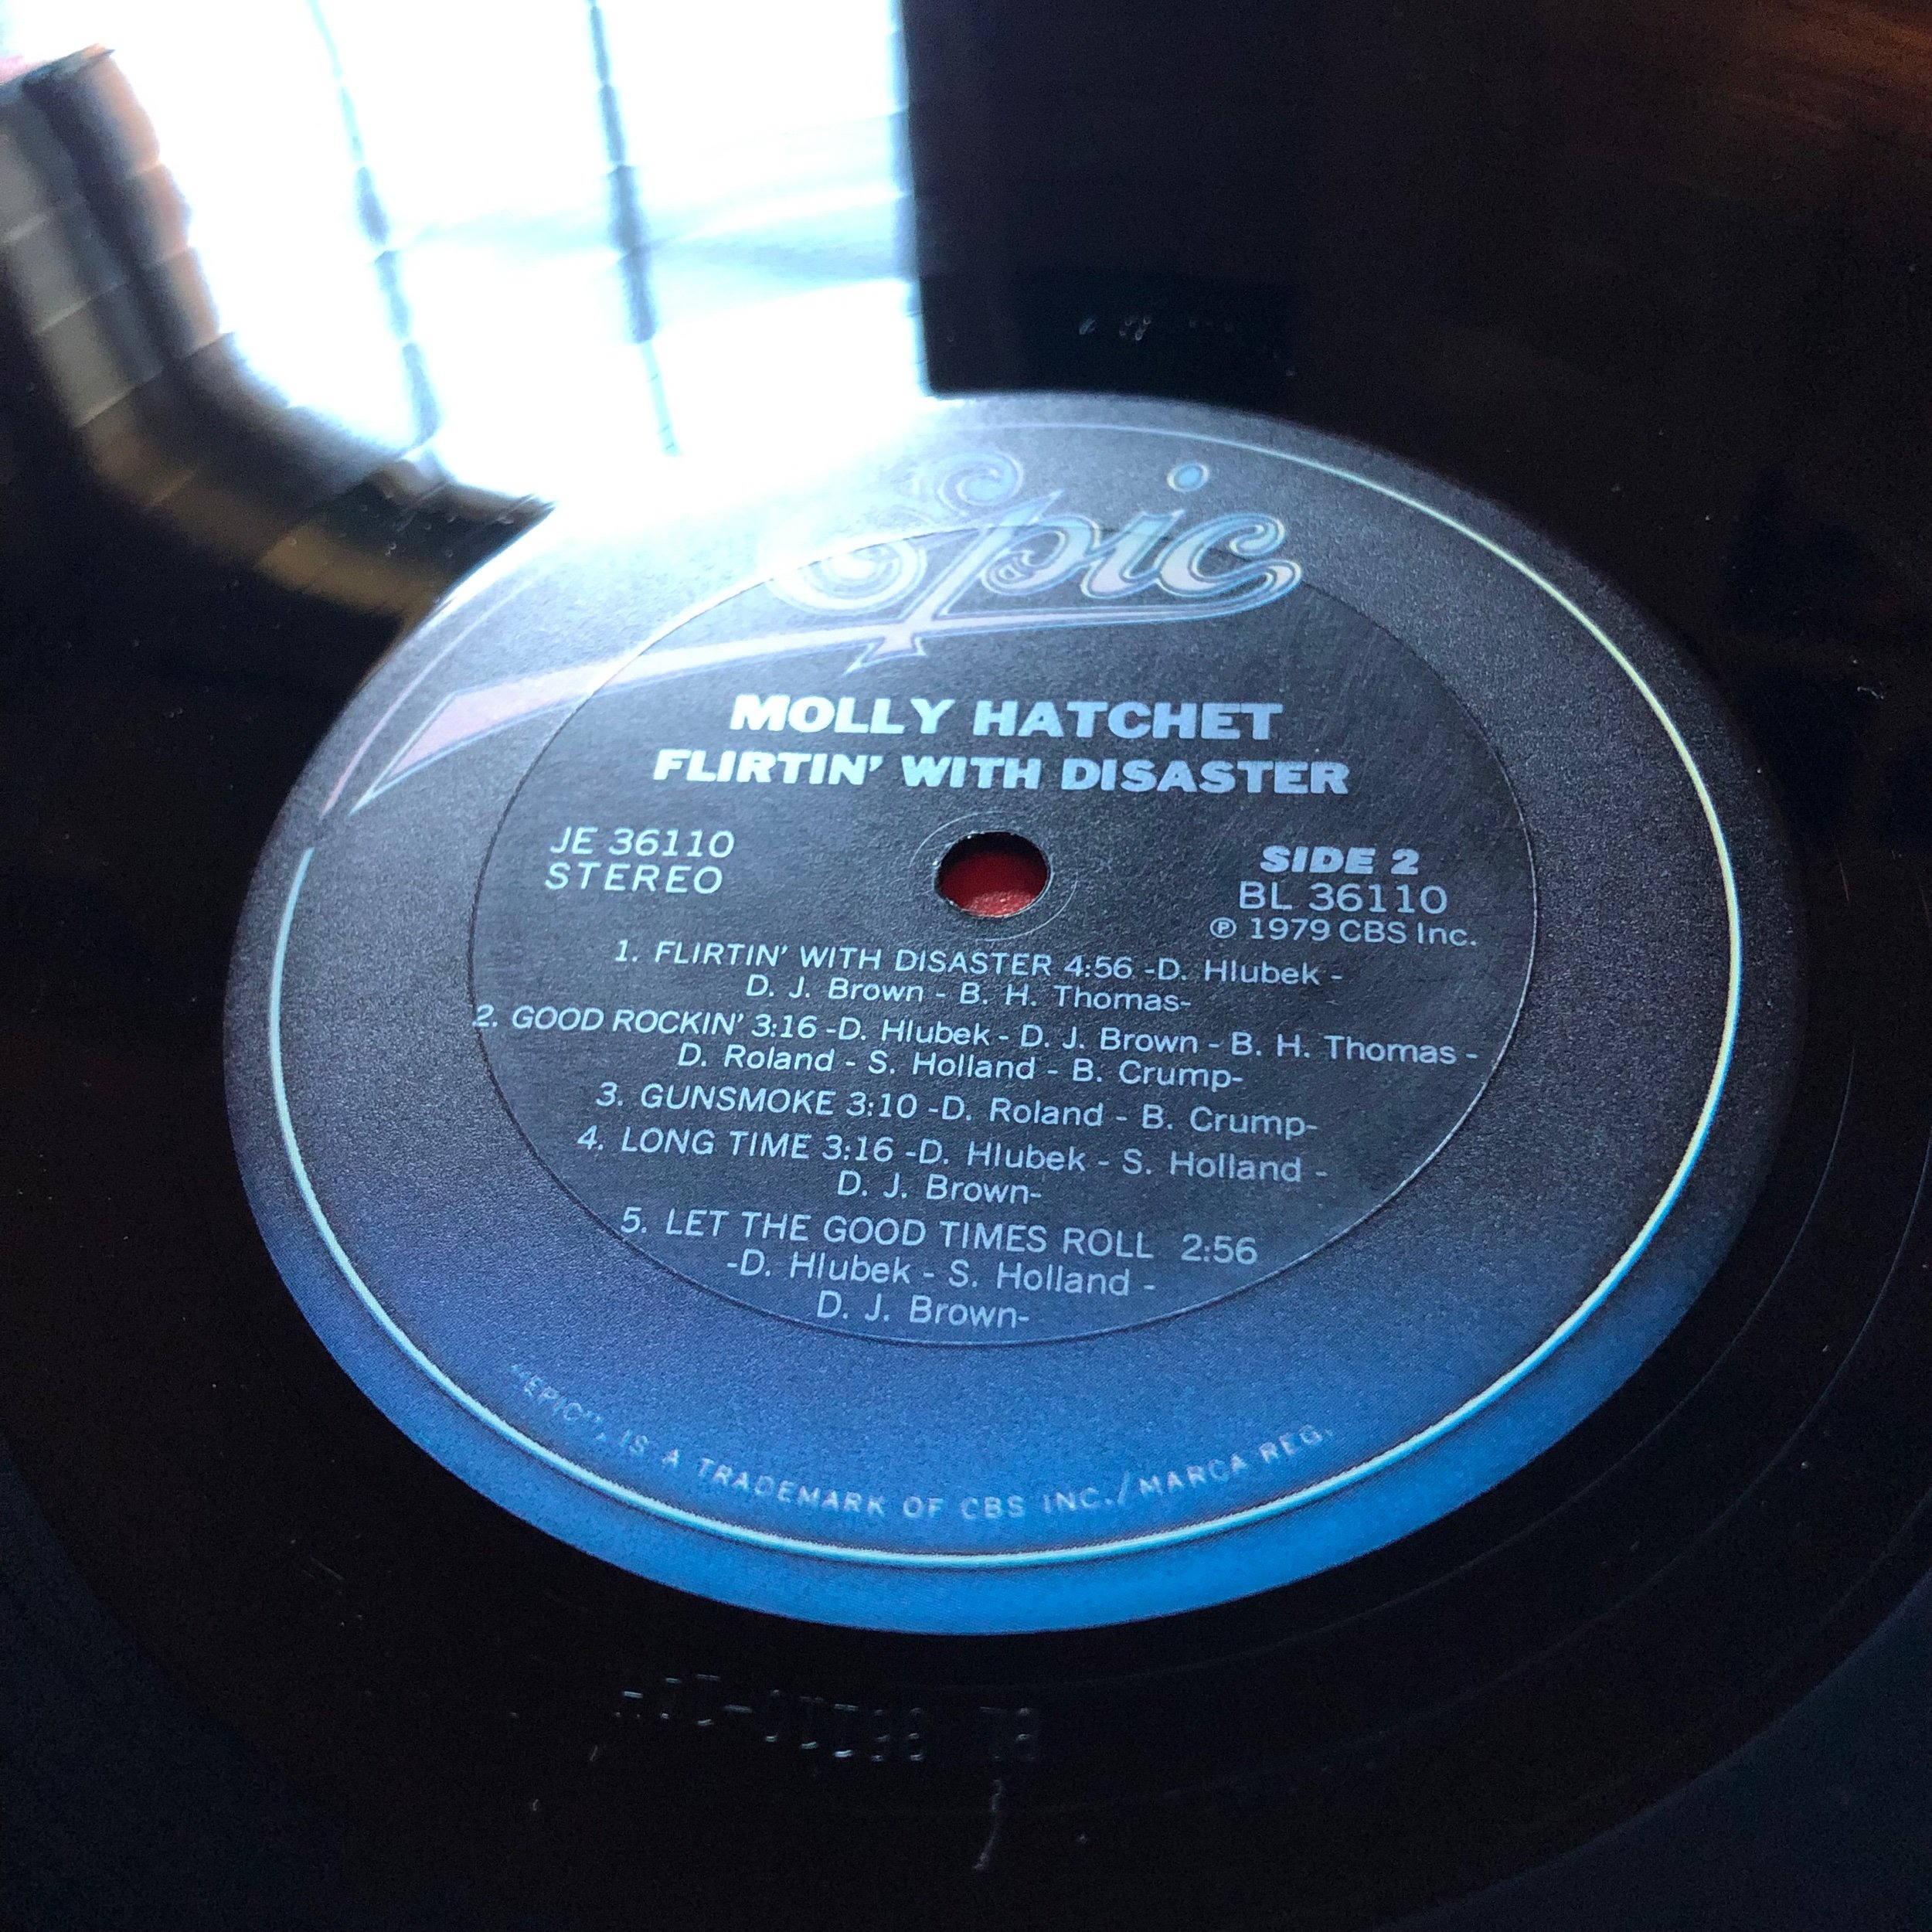 Epic
MOLLY HATCHET
FLIRTIN' WITH DISASTER
JE 36110
STEREO
SIDE 2
BL 36110
℗ 1979 CBS Inc.
1. FLIRTIN' WITH DISASTER 4:56 -D. Hlubek -
D. J. Brown - B. H. Thomas-
2. GOOD ROCKIN' 3:16 -D. Hlubek - D. J. Brown - B. H. Thomas -
D. Roland - S. Holland - B. Crump-
3. GUNSMOKE 3:10 -D. Roland - B. Crump-
4. LONG TIME 3:16 -D. Hlubek - S. Holland -
D. J. Brown-
5. LET THE GOOD TIMES ROLL 2:56
-D. Hlubek - S. Holland -
D. J. Brown-
"EPIC", IS A TRADEMARK OF CBS INC./MARCA REG.